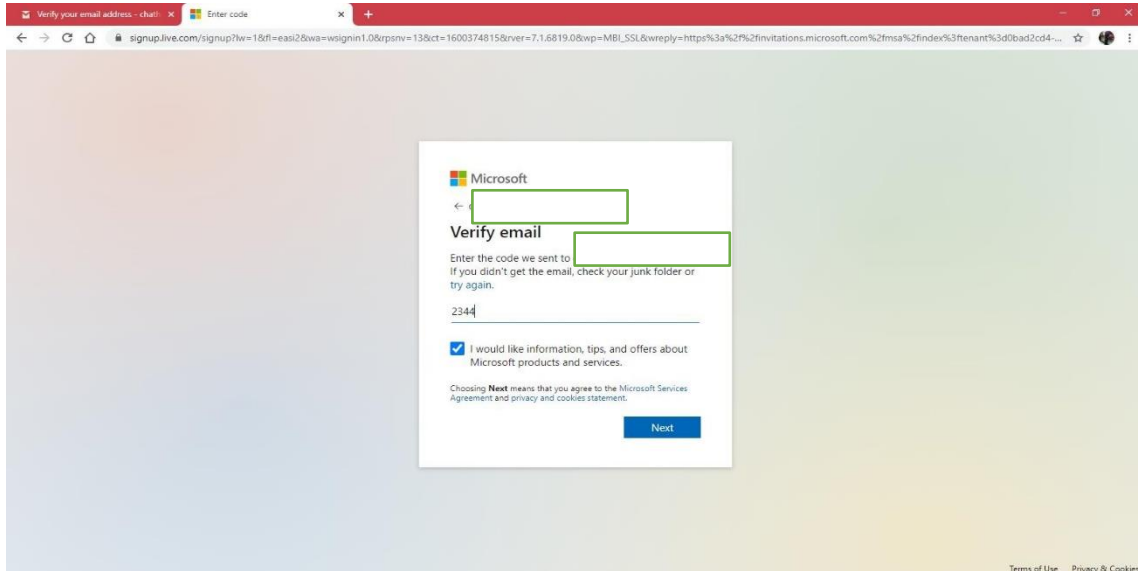 Verify your email address - chath
Enter code
signup.live.com/signup?lw=1&fl=easi2&wa=wsignin1.0&rpsnv=13&ct=1600374815&rver=7.1.6819.0&wp=MBI_SSL&wreply=https%3a%2f%2finvitations.microsoft.com%2fmsa%2findex%3ftenant%3d0bad2cd4-...
Microsoft
Verify email
Enter the code we sent to
If you didn't get the email, check your junk folder or
try again.
2344
I would like information, tips, and offers about
Microsoft products and services.
Choosing Next means that you agree to the Microsoft Services
Agreement and privacy and cookies statement.
Next
Terms of Use Privacy & Cookies